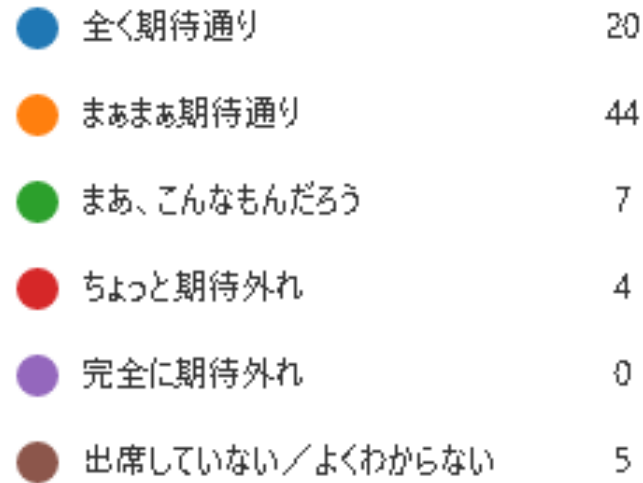 全く期待通り 20
まぁまぁ期待通り 44
まあ、こんなもんだろう 7
ちょっと期待外れ 4
完全に期待外れ 0
出席していない／よくわからない 5